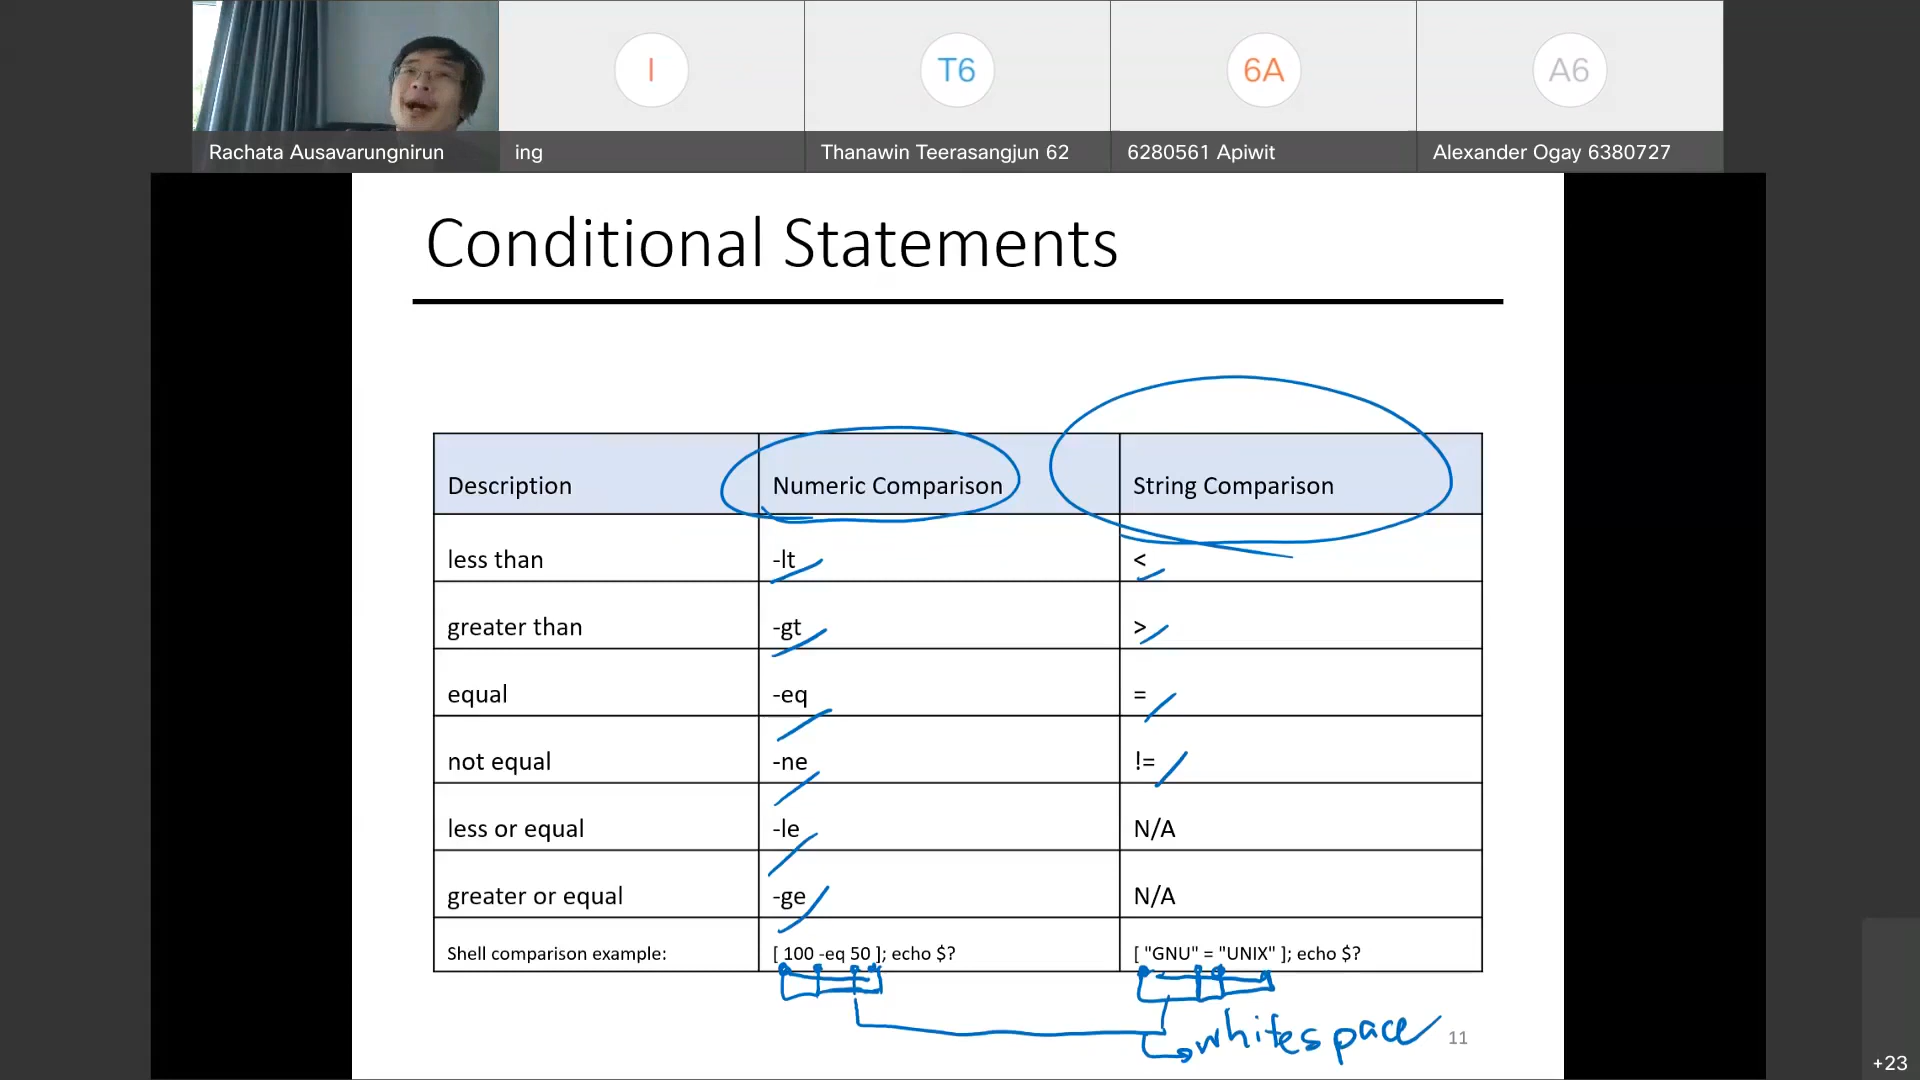 I
T6
6A
A6
Rachata Ausavarungnirun
ing
Thanawin Teerasangjun 62
6280561 Apiwit
Alexander Ogay 6380727
Conditional Statements
Description Numeric Comparison String Comparison
less than -lt <
greater than -gt >
equal -eq =
not equal -ne !=
less or equal -le N/A
greater or equal -ge N/A
Shell comparison example: [ 100 -eq 50 ]; echo $? [ "GNU" = "UNIX" ]; echo $?
whitespace
11
+23